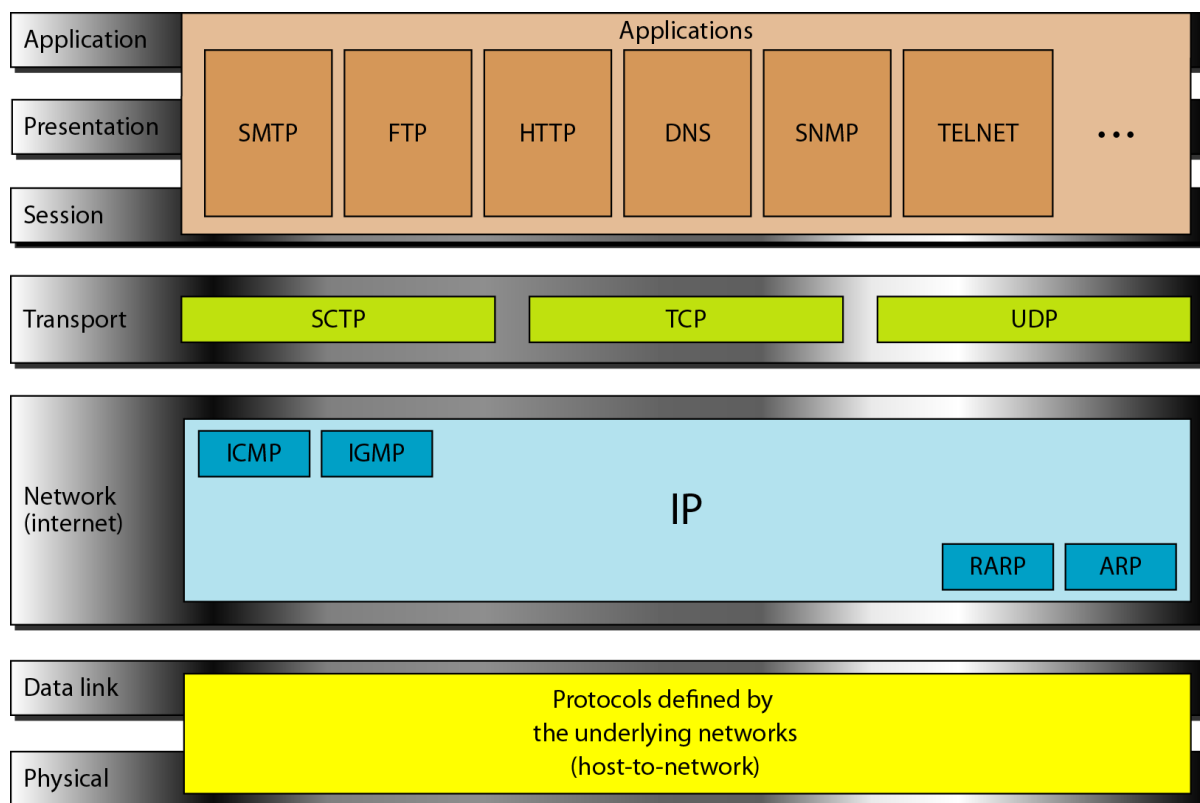 Application
Applications
Presentation
SMTP
FTP
HTTP
DNS
SNMP
TELNET
...
Session
Transport
SCTP
TCP
UDP
Network
(internet)
ICMP
IGMP
IP
RARP
ARP
Data link
Protocols defined by
the underlying networks
(host-to-network)
Physical